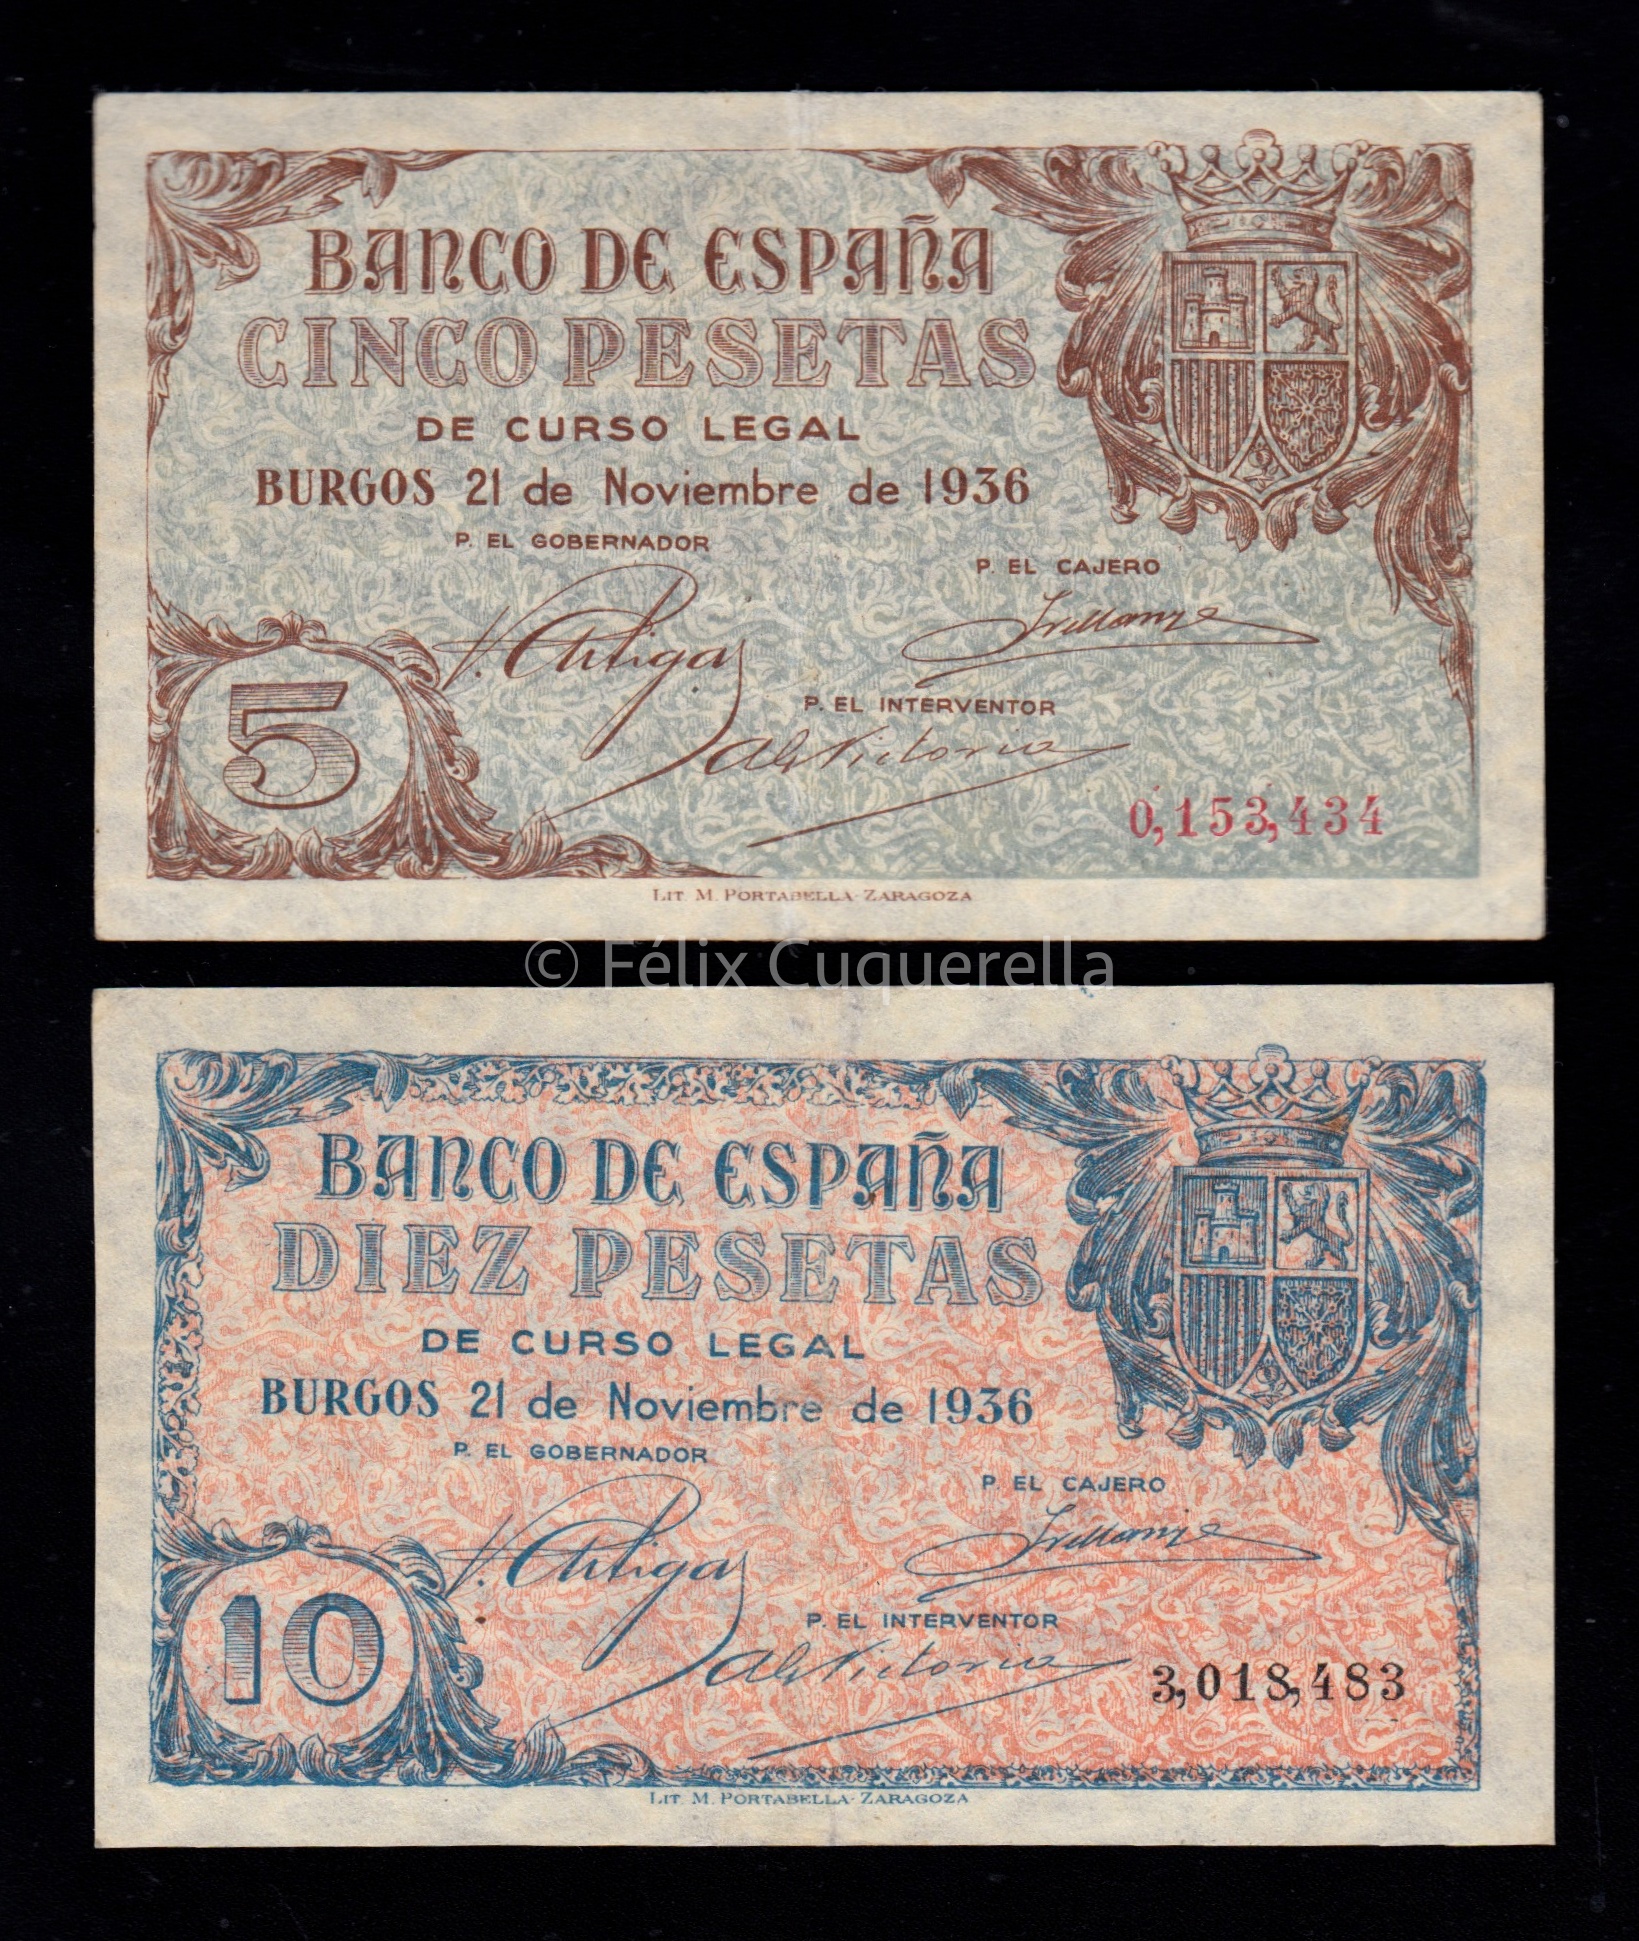 BANCO DE ESPAÑA
CINCO PESETAS
DE CURSO LEGAL
BURGOS 21 de Noviembre de 1936
P. EL GOBERNADOR
P. EL CAJERO
V. Artigas
P. EL INTERVENTOR
5
0,153,434
LIT. M. PORTABELLA-ZARAGOZA
© Félix Cuquerella
BANCO DE ESPAÑA
DIEZ PESETAS
DE CURSO LEGAL
BURGOS 21 de Noviembre de 1936
P. EL GOBERNADOR
P. EL CAJERO
V. Artigas
P. EL INTERVENTOR
10
3,018,483
LIT. M. PORTABELLA-ZARAGOZA